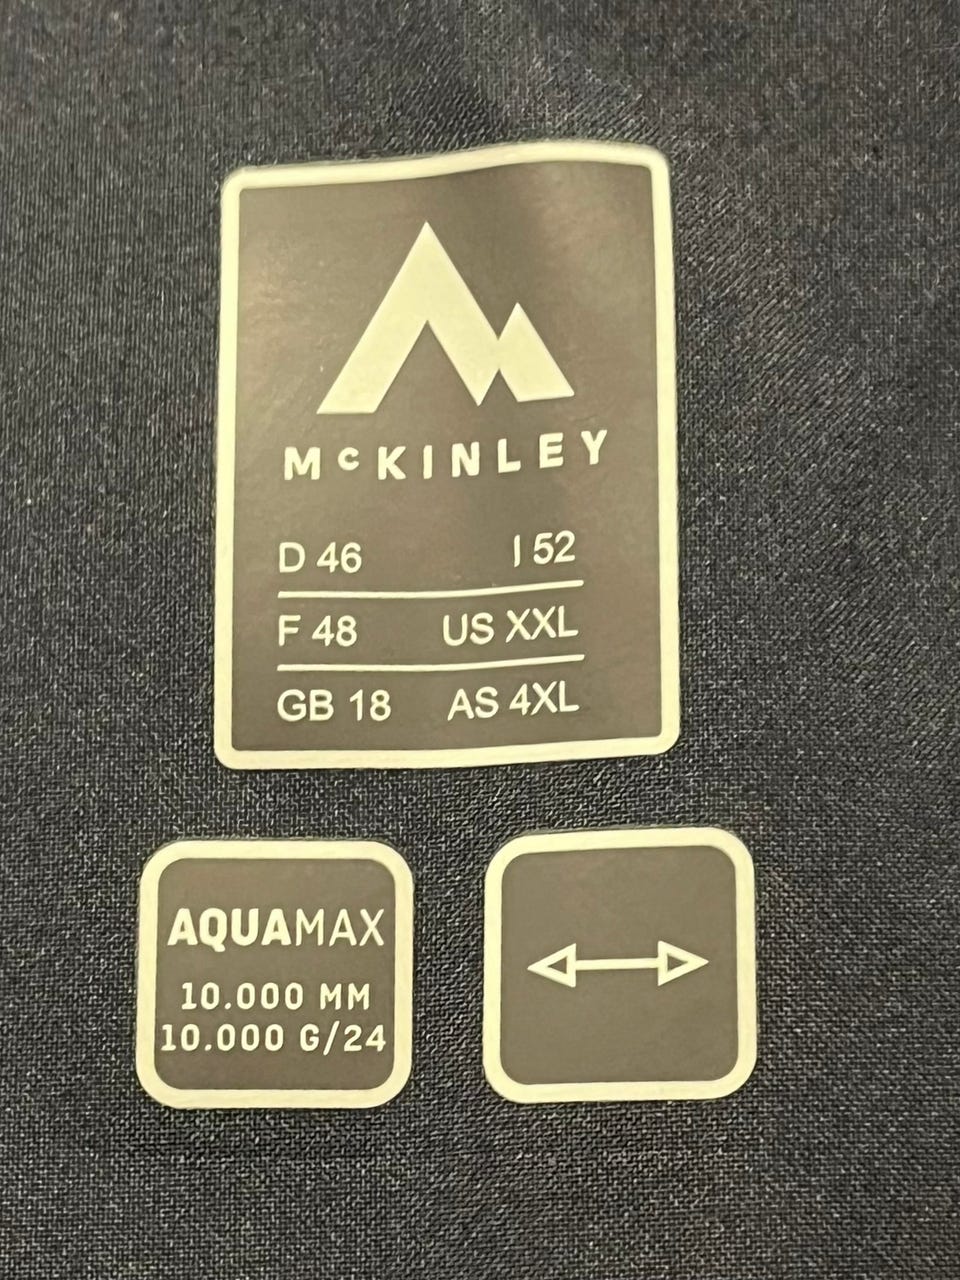 McKINLEY
D 46 I 52
F 48 US XXL
GB 18 AS 4XL
AQUAMAX
10.000 MM
10.000 G/24